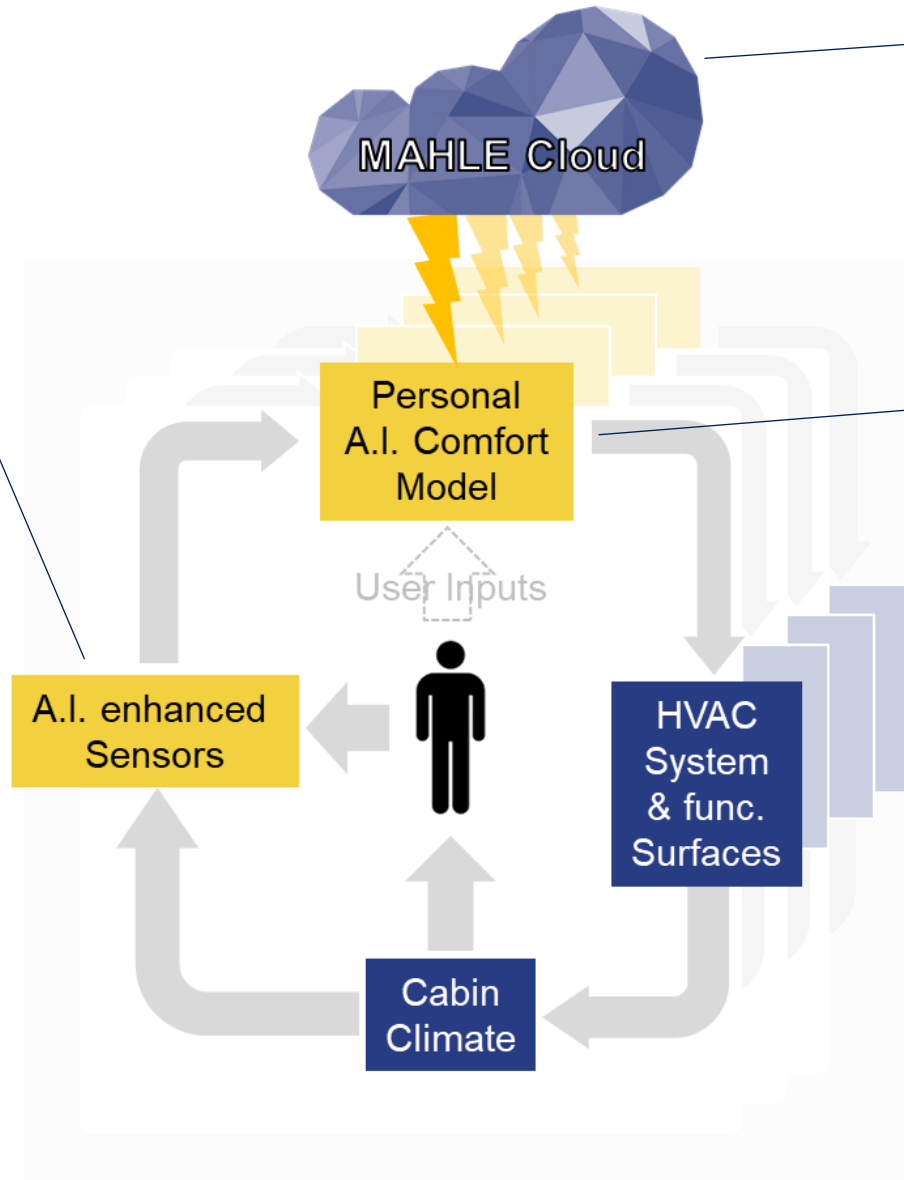 MAHLE Cloud
Personal
A.I. Comfort
Model
User Inputs
A.I. enhanced
Sensors
HVAC
System
& func.
Surfaces
Cabin
Climate